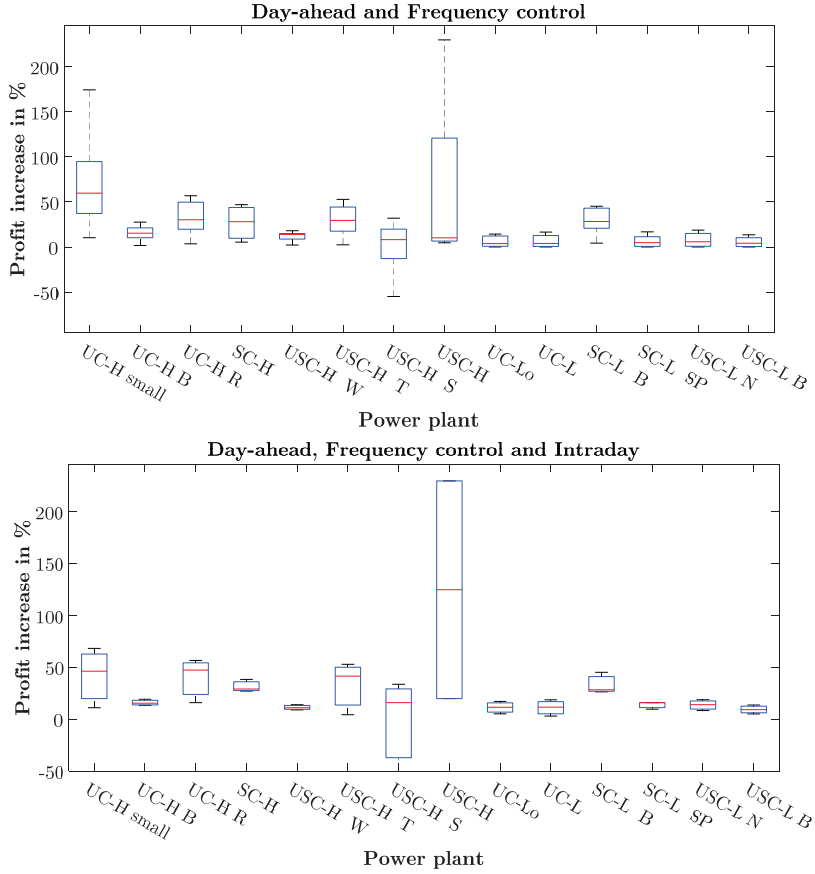 Day-ahead and Frequency control
Profit increase in %
200
150
100
50
0
-50
UC-H small
UC-H B
UC-H R
SC-H
USC-H W
USC-H T
USC-H S
USC-H
UC-Lo
UC-L
SC-L B
SC-L SP
USC-L N
USC-L B
Power plant
Day-ahead, Frequency control and Intraday
Profit increase in %
200
150
100
50
0
-50
UC-H small
UC-H B
UC-H R
SC-H
USC-H W
USC-H T
USC-H S
USC-H
UC-Lo
UC-L
SC-L B
SC-L SP
USC-L N
USC-L B
Power plant